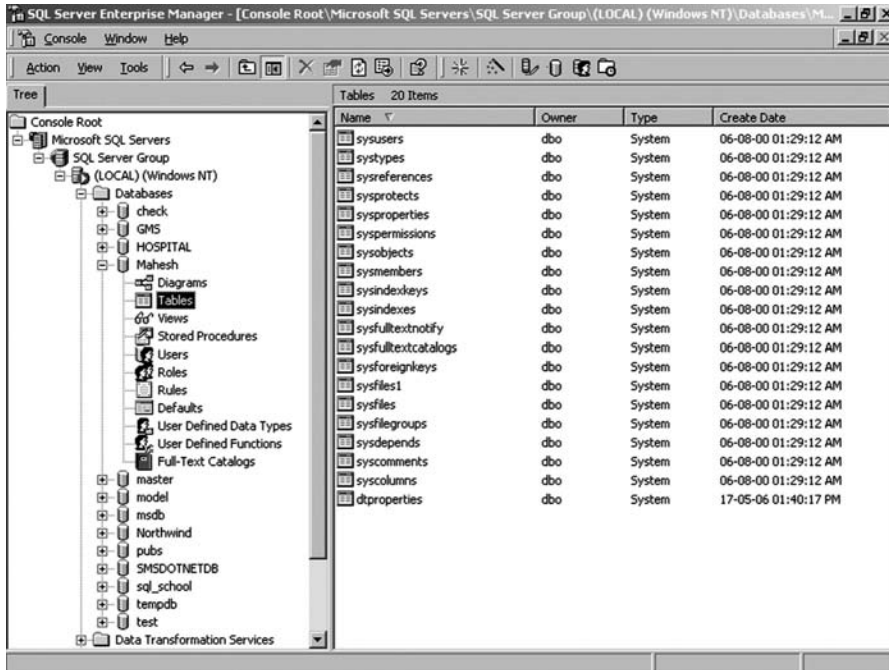 SQL Server Enterprise Manager - [Console Root\Microsoft SQL Servers\SQL Server Group\(LOCAL) (Windows NT)\Databases\M...
Console Window Help
Action View Tools
Tree
Tables 20 Items
Console Root
Microsoft SQL Servers
SQL Server Group
(LOCAL) (Windows NT)
Databases
check
GMS
HOSPITAL
Mahesh
Diagrams
Tables
Views
Stored Procedures
Users
Roles
Rules
Defaults
User Defined Data Types
User Defined Functions
Full-Text Catalogs
master
model
msdb
Northwind
pubs
SMSDOTNETDB
sql_school
tempdb
test
Data Transformation Services
Name Owner Type Create Date
sysusers dbo System 06-08-00 01:29:12 AM
systypes dbo System 06-08-00 01:29:12 AM
sysreferences dbo System 06-08-00 01:29:12 AM
sysprotects dbo System 06-08-00 01:29:12 AM
sysproperties dbo System 06-08-00 01:29:12 AM
syspermissions dbo System 06-08-00 01:29:12 AM
sysobjects dbo System 06-08-00 01:29:12 AM
sysmembers dbo System 06-08-00 01:29:12 AM
sysindexkeys dbo System 06-08-00 01:29:12 AM
sysindexes dbo System 06-08-00 01:29:12 AM
sysfulltextnotify dbo System 06-08-00 01:29:12 AM
sysfulltextcatalogs dbo System 06-08-00 01:29:12 AM
sysforeignkeys dbo System 06-08-00 01:29:12 AM
sysfiles1 dbo System 06-08-00 01:29:12 AM
sysfiles dbo System 06-08-00 01:29:12 AM
sysfilegroups dbo System 06-08-00 01:29:12 AM
sysdepends dbo System 06-08-00 01:29:12 AM
syscomments dbo System 06-08-00 01:29:12 AM
syscolumns dbo System 06-08-00 01:29:12 AM
dtproperties dbo System 17-05-06 01:40:17 PM